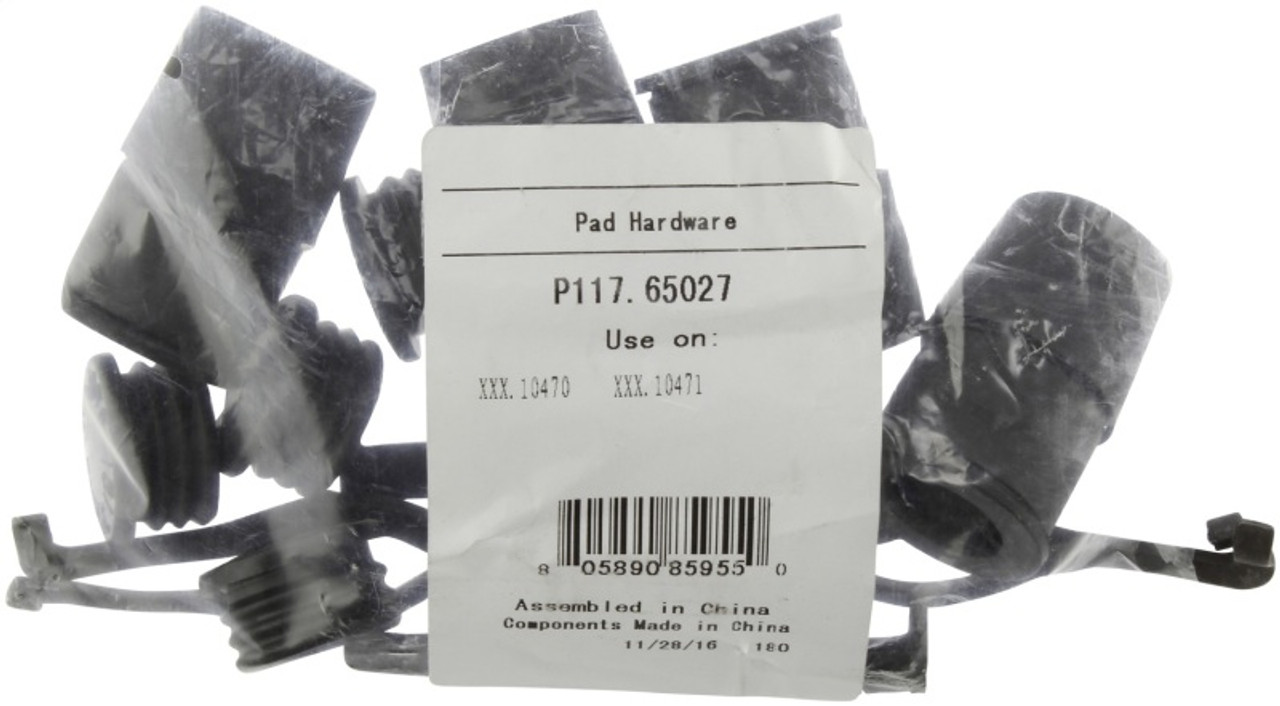 Pad Hardware
P117.65027
Use on:
XXX.10470 XXX.10471
8 05890 85955 0
Assembled in China
Components Made in China
11/28/16 180